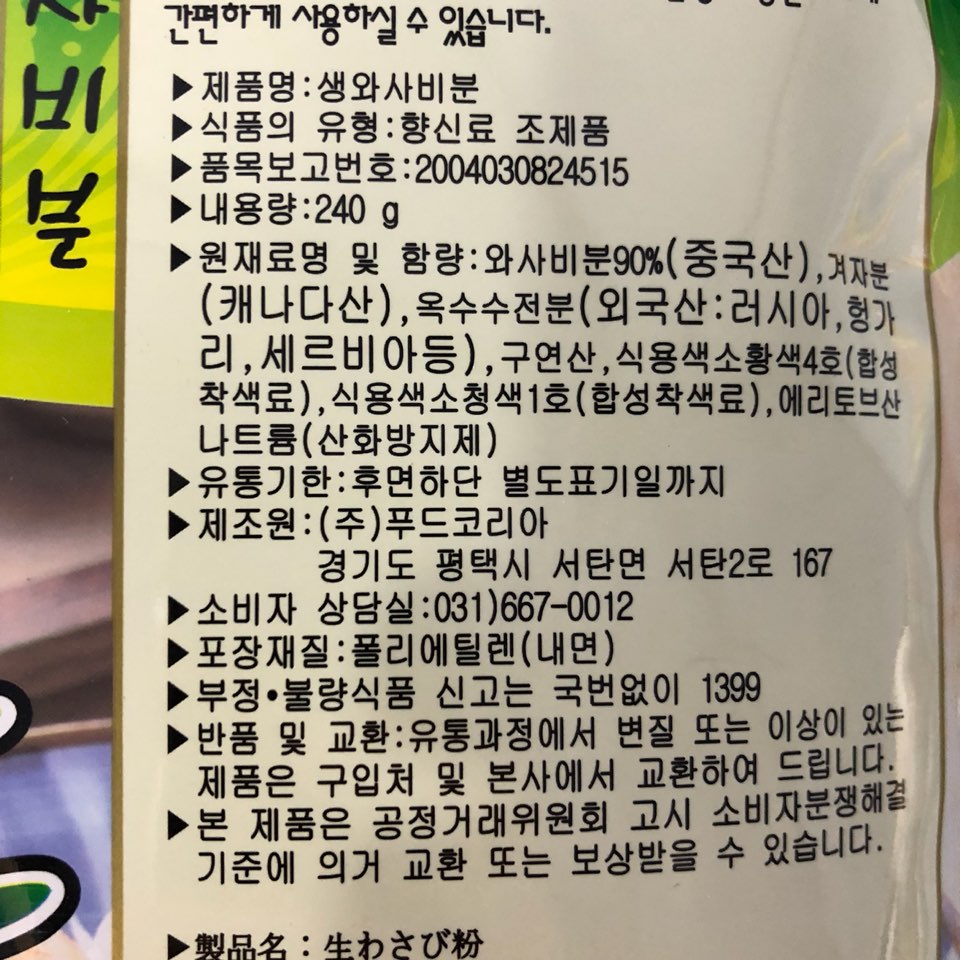 간편하게 사용하실 수 있습니다.
▶제품명:생와사비분
▶식품의 유형:향신료 조제품
▶품목보고번호:2004030824515
▶내용량:240 g
▶원재료명 및 함량:와사비분90%(중국산),겨자분
(캐나다산),옥수수전분(외국산:러시아,헝가
리,세르비아등),구연산,식용색소황색4호(합성
착색료),식용색소청색1호(합성착색료),에리토브산
나트륨(산화방지제)
▶유통기한:후면하단 별도표기일까지
▶제조원:(주)푸드코리아
경기도 평택시 서탄면 서탄2로 167
▶소비자 상담실:031)667-0012
▶포장재질:폴리에틸렌(내면)
▶부정•불량식품 신고는 국번없이 1399
▶반품 및 교환:유통과정에서 변질 또는 이상이 있는
제품은 구입처 및 본사에서 교환하여 드립니다.
▶본 제품은 공정거래위원회 고시 소비자분쟁해결
기준에 의거 교환 또는 보상받을 수 있습니다.
▶製品名：生わさび粉
사비분